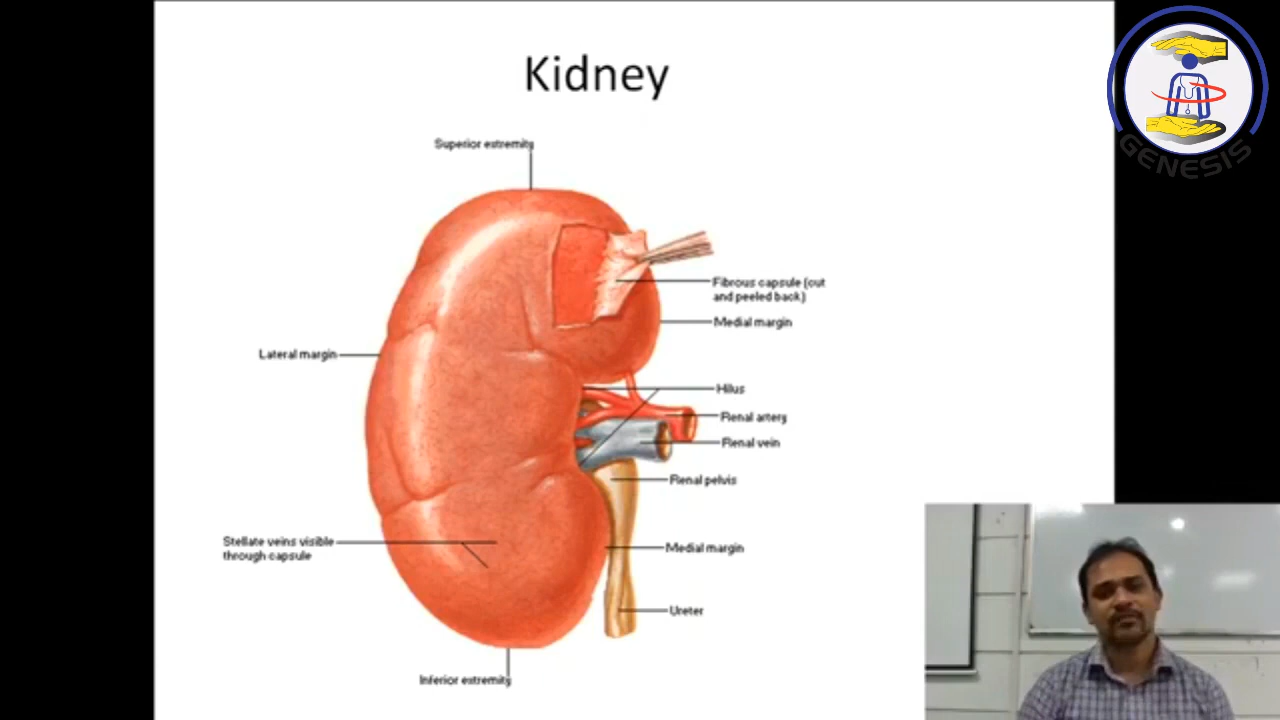 Kidney
GENESIS
Superior extremity
Fibrous capsule (cut
and peeled back)
Medial margin
Lateral margin
Hilus
Renal artery
Renal vein
Renal pelvis
Stellate veins visible
through capsule
Medial margin
Ureter
Inferior extremity